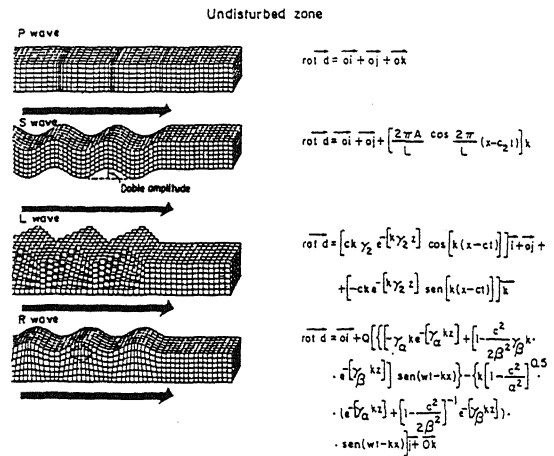 Undisturbed zone
P wave
rot d = oi + oj + ok
S wave
rot d = oi + oj + [2πA/L cos 2π/L (x-c₂t)]k
Doble amplitude
L wave
rot d = [ck γ₂ e^-[kγ₂ z] cos[k(x-ct)]]i+oj +
+[-cke^-[kγ₂ z] sen[k(x-ct)]]k
R wave
rot d = oi + Q[{[-γα ke^-[γα kz] + [1-c²/2β²]γβ k·
· e^-[γβ kz]] sen(wt-kx)}-{k[1-c²/α²]^0.5 ·
· (e^-[γα kz] + [1-c²/2β²]^-1 e^-[γβ kz])·
· sen(wt-kx)]j + 0k